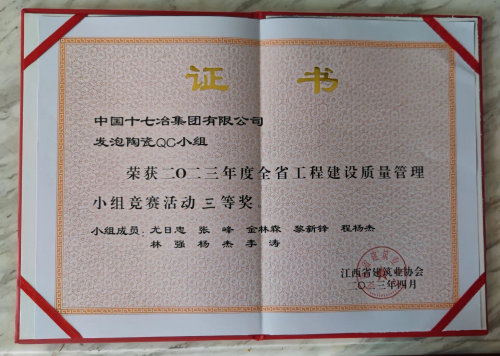 证书
中国十七冶集团有限公司
发泡陶瓷QC小组
荣获二〇二三年度全省工程建设质量管理
小组竞赛活动三等奖。
小组成员：尤日忠 张 峰 金林霖 黎新锋 程杨杰
林 强 杨 杰 李 涛
江西省建筑业协会
二〇二三年四月